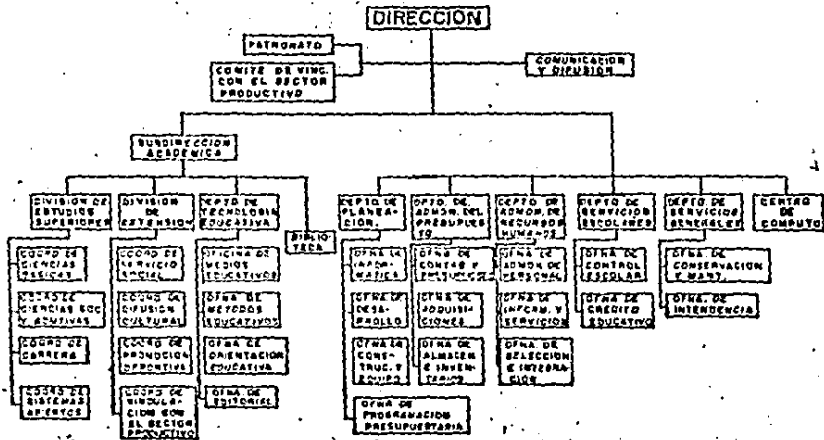 DIRECCION
PATRONATO
COMITE DE VINC.
CON EL SECTOR
PRODUCTIVO
COMUNICACION
Y DIFUSION
SUBDIRECCION
ACADEMICA
DIVISION DE
ESTUDIOS
SUPERIORES
DIVISION
DE
EXTENSION
DEPTO DE
TECNOLOGIA
EDUCATIVA
BIBLIO
TECA
DEPTO DE
PLANEA-
CION.
DPTO. DE
ADMON. DEL
PRESUPUES
TO.
DEPTO DE
ADMON. DE
RECURSOS
HUMANOS
DEPTO DE
SERVICIOS
ESCOLARES
DEPTO. DE
SERVICIOS
GENERALES
CENTRO
DE
COMPUTO
COORD DE
CIENCIAS
BASICAS
COORD DE
CIENCIAS SOC
Y
COORD DE
CARRERA
COORD DE
SISTEMAS
ABIERTOS
COORD DE
SERVICIO
SOCIAL
COORD DE
DIFUSION
CULTURAL
COORD DE
PROMOCION
DEPORTIVA
COORD. DE
VINCULA-
CION CON
EL SECTOR
PRODUCTIVO
OFICINA DE
MEDIOS
EDUCATIVOS
OFNA. DE
METODOS
EDUCATIVOS
OFNA DE
ORIENTACION
EDUCATIVA
OFNA. DE
EDITORIAL
OFNA DE
INFOR-
MATICA
OFNA DE
DESA-
RROLLO
OFNA DE
CONS-
TRUC. Y
EQUIPO
OFNA DE
PROGRAMACION
PRESUPUESTARIA
OFNA. DE
CONTAB Y
OFNA. DE
ADQUISI-
CIONES
OFNA. DE
ALMACEN
E INVEN-
TARIOS
OFNA. DE
ADMON DE
PERSONAL
OFNA. DE
INFORM. Y
SERVICIOS
OFNA. DE
SELECCION
E INTEGRA-
CION
OFNA DE
CONTROL
ESCOLAR
OFNA. DE
CREDITO
EDUCATIVO
OFNA. DE
CONSERVACION
Y MANT.
OFNA. DE
INTENDENCIA